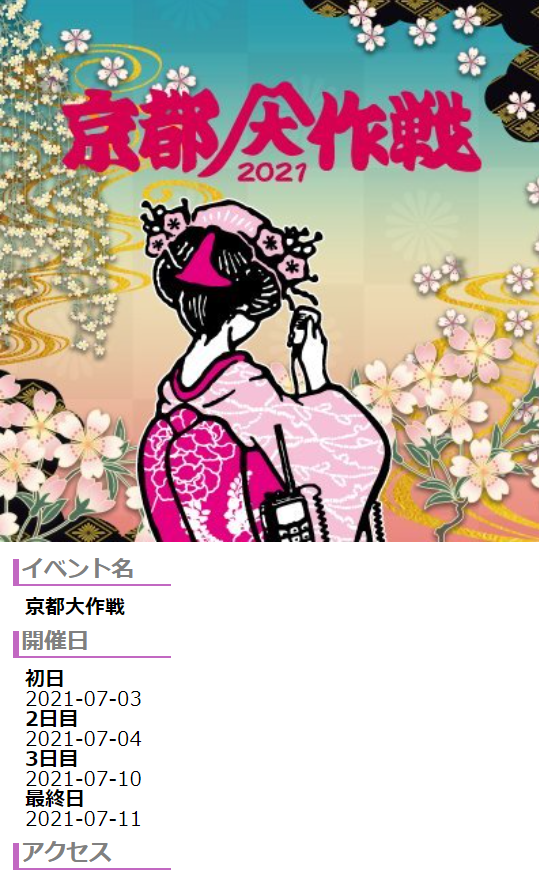 京都大作戦
2021
イベント名
京都大作戦
開催日
初日
2021-07-03
2日目
2021-07-04
3日目
2021-07-10
最終日
2021-07-11
アクセス